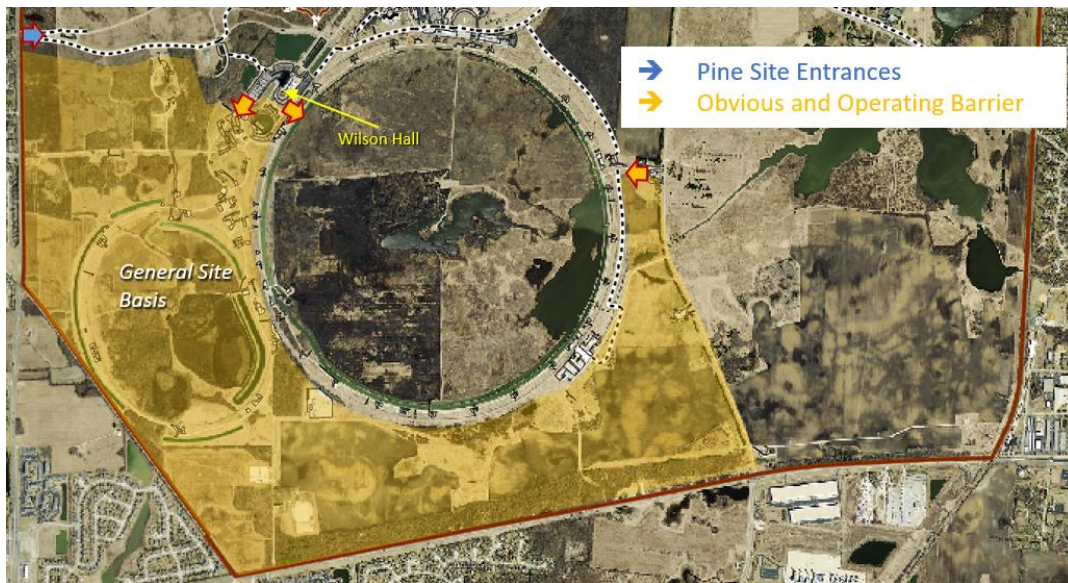 Pine Site Entrances
Obvious and Operating Barrier
Wilson Hall
General Site
Basis